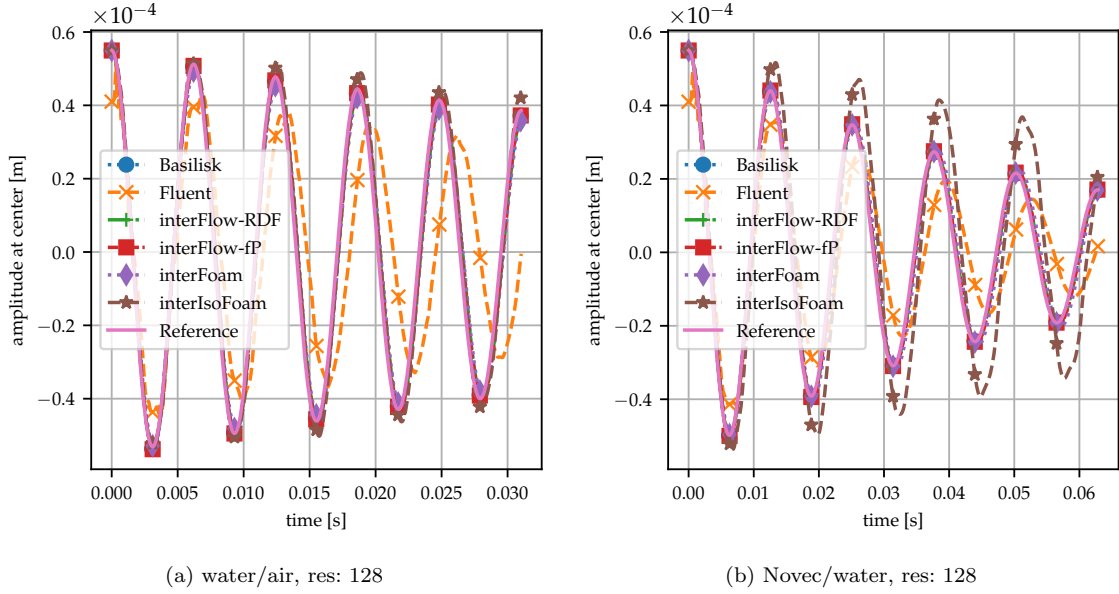 ×10⁻⁴
0.6
0.4
0.2
0.0
−0.2
−0.4
amplitude at center [m]
Basilisk
Fluent
interFlow-RDF
interFlow-fP
interFoam
interIsoFoam
Reference
0.000 0.005 0.010 0.015 0.020 0.025 0.030
time [s]
(a) water/air, res: 128
×10⁻⁴
0.6
0.4
0.2
0.0
−0.2
−0.4
amplitude at center [m]
Basilisk
Fluent
interFlow-RDF
interFlow-fP
interFoam
interIsoFoam
Reference
0.00 0.01 0.02 0.03 0.04 0.05 0.06
time [s]
(b) Novec/water, res: 128